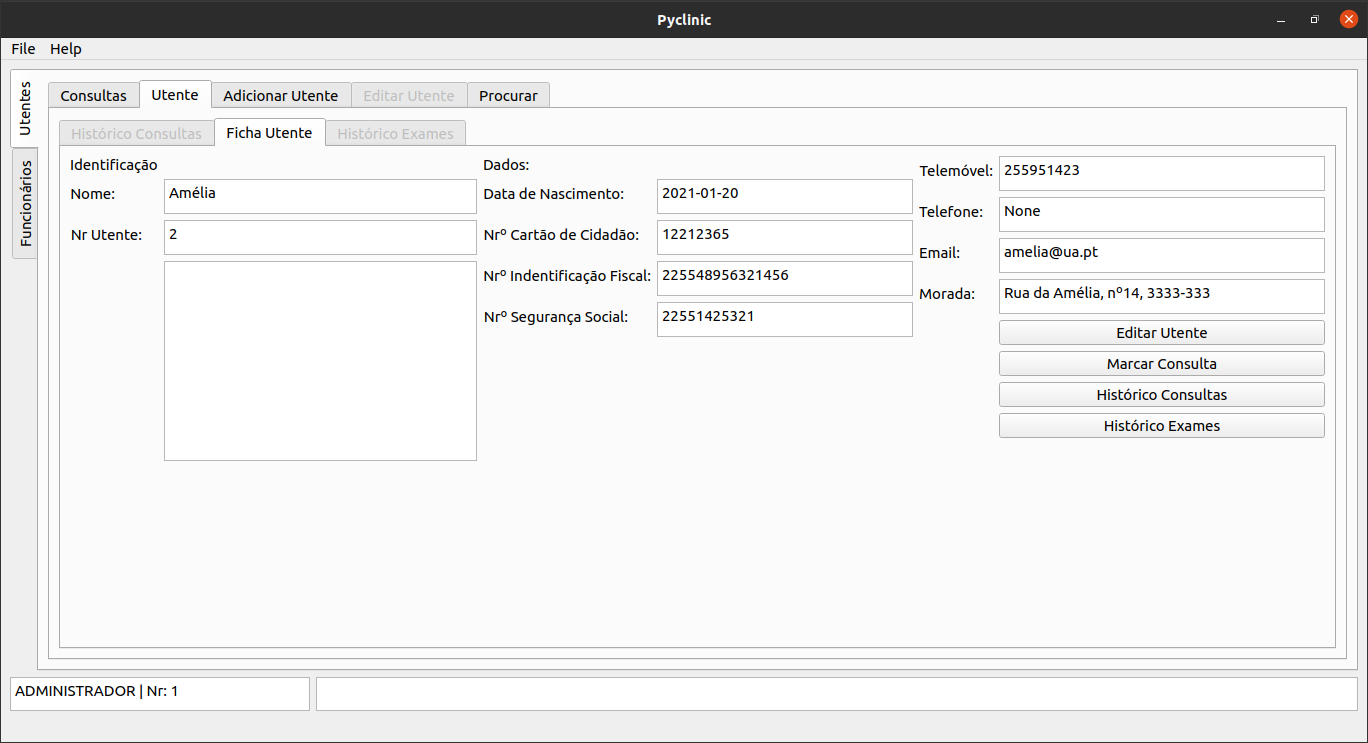 Pyclinic
File Help
Utentes
Funcionários
Consultas Utente Adicionar Utente Editar Utente Procurar
Histórico Consultas Ficha Utente Histórico Exames
Identificação
Nome: Amélia
Nr Utente: 2
Dados:
Data de Nascimento: 2021-01-20
Nrº Cartão de Cidadão: 12212365
Nrº Indentificação Fiscal: 225548956321456
Nrº Segurança Social: 22551425321
Telemóvel: 255951423
Telefone: None
Email: amelia@ua.pt
Morada: Rua da Amélia, nº14, 3333-333
Editar Utente
Marcar Consulta
Histórico Consultas
Histórico Exames
ADMINISTRADOR | Nr: 1